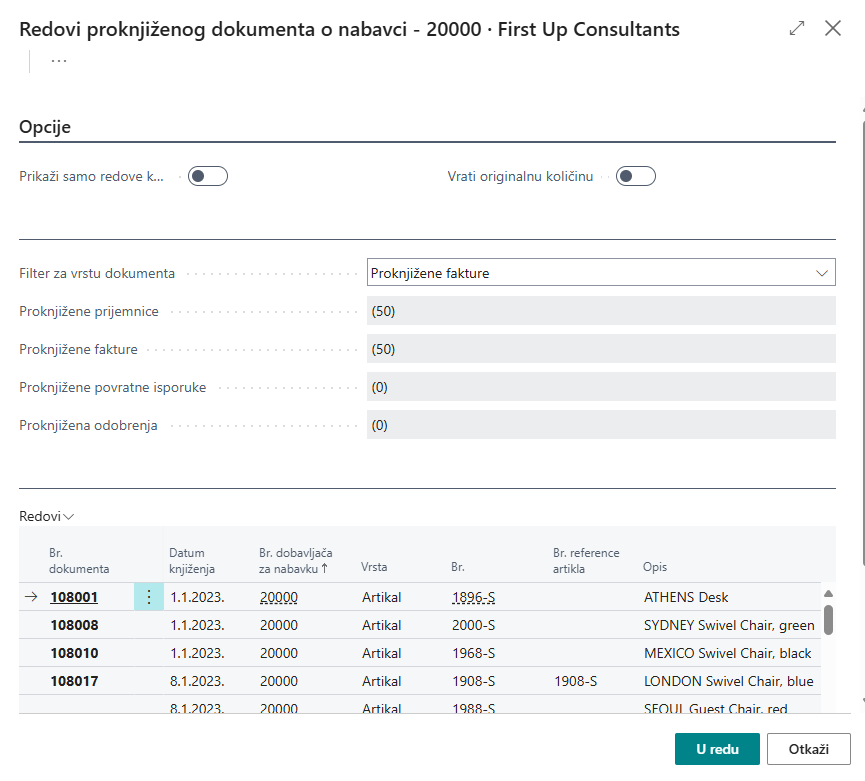 Redovi proknjiženog dokumenta o nabavci - 20000 · First Up Consultants
...
Opcije
Prikaži samo redove k...
Vrati originalnu količinu
Filter za vrstu dokumenta Proknjižene fakture
Proknjižene prijemnice (50)
Proknjižene fakture (50)
Proknjižene povratne isporuke (0)
Proknjižena odobrenja (0)
Redovi
Br. dokumenta Datum knjiženja Br. dobavljača za nabavku ↑ Vrsta Br. Br. reference artikla Opis
→ 108001 1.1.2023. 20000 Artikal 1896-S ATHENS Desk
108008 1.1.2023. 20000 Artikal 2000-S SYDNEY Swivel Chair, green
108010 1.1.2023. 20000 Artikal 1968-S MEXICO Swivel Chair, black
108017 8.1.2023. 20000 Artikal 1908-S 1908-S LONDON Swivel Chair, blue
8.1.2023. 20000 Artikal 1988-S SEOUL Guest Chair, red
U redu Otkaži